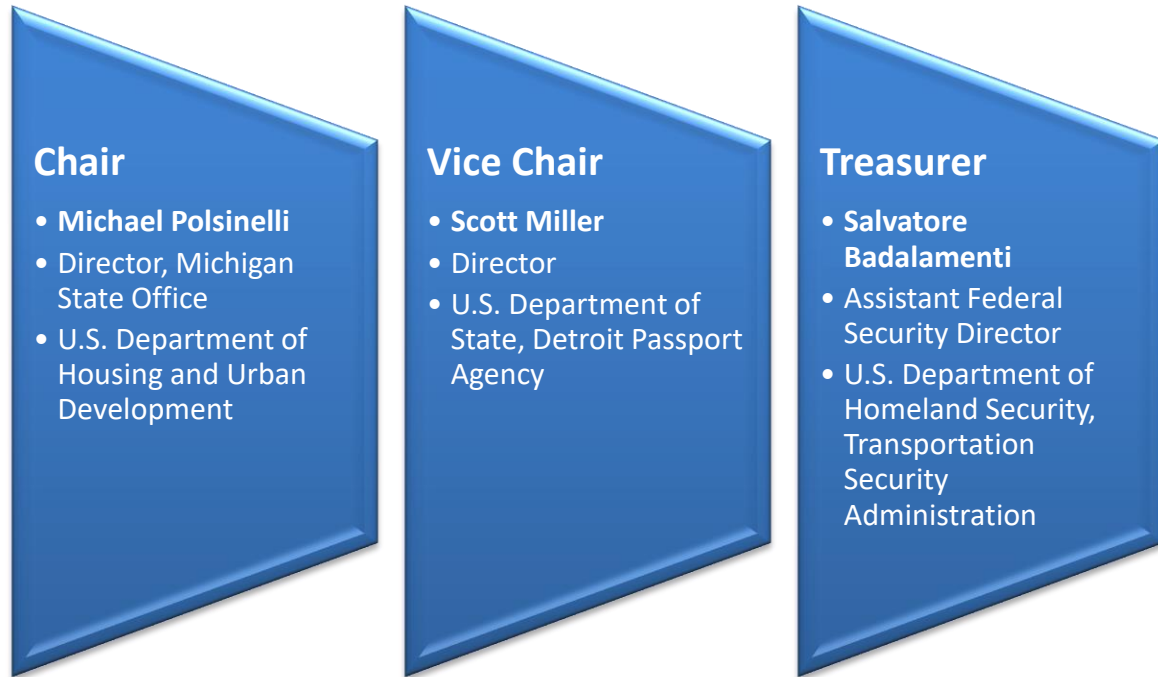 Chair
• Michael Polsinelli
• Director, Michigan
State Office
• U.S. Department of
Housing and Urban
Development
Vice Chair
• Scott Miller
• Director
• U.S. Department of
State, Detroit Passport
Agency
Treasurer
• Salvatore
Badalamenti
• Assistant Federal
Security Director
• U.S. Department of
Homeland Security,
Transportation
Security
Administration